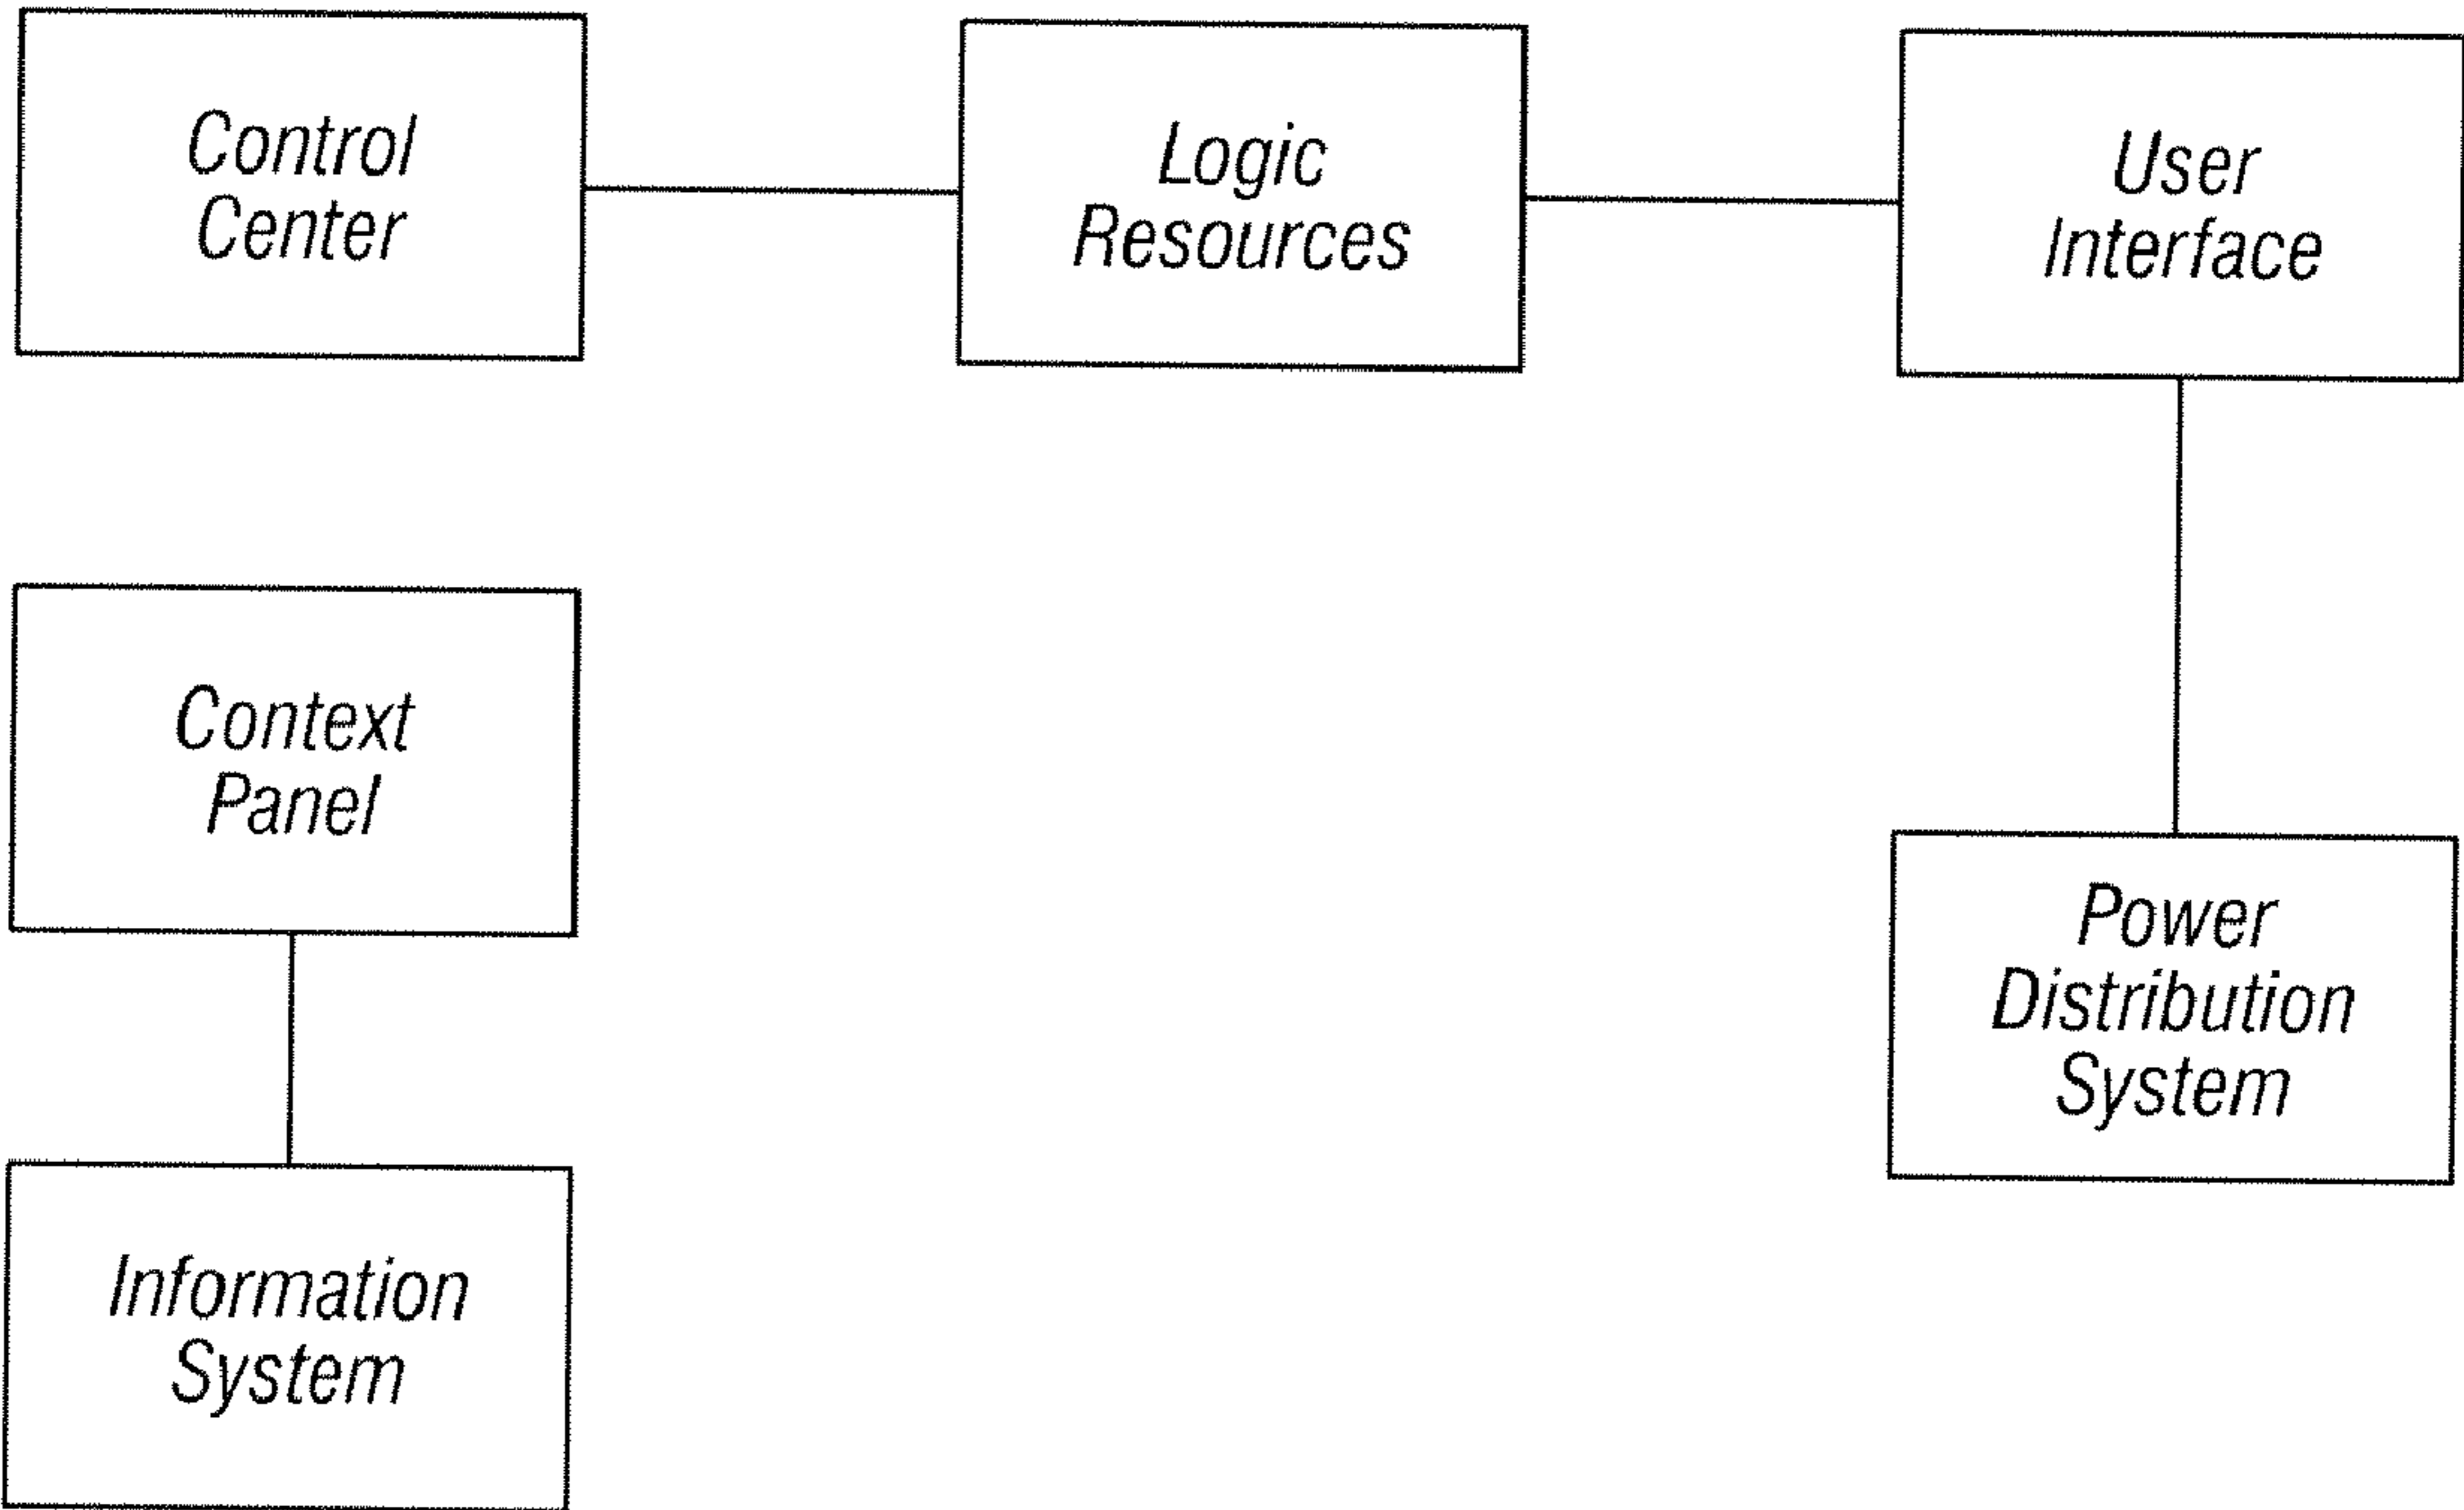 Control
Center
Logic
Resources
User
Interface
Context
Panel
Power
Distribution
System
Information
System